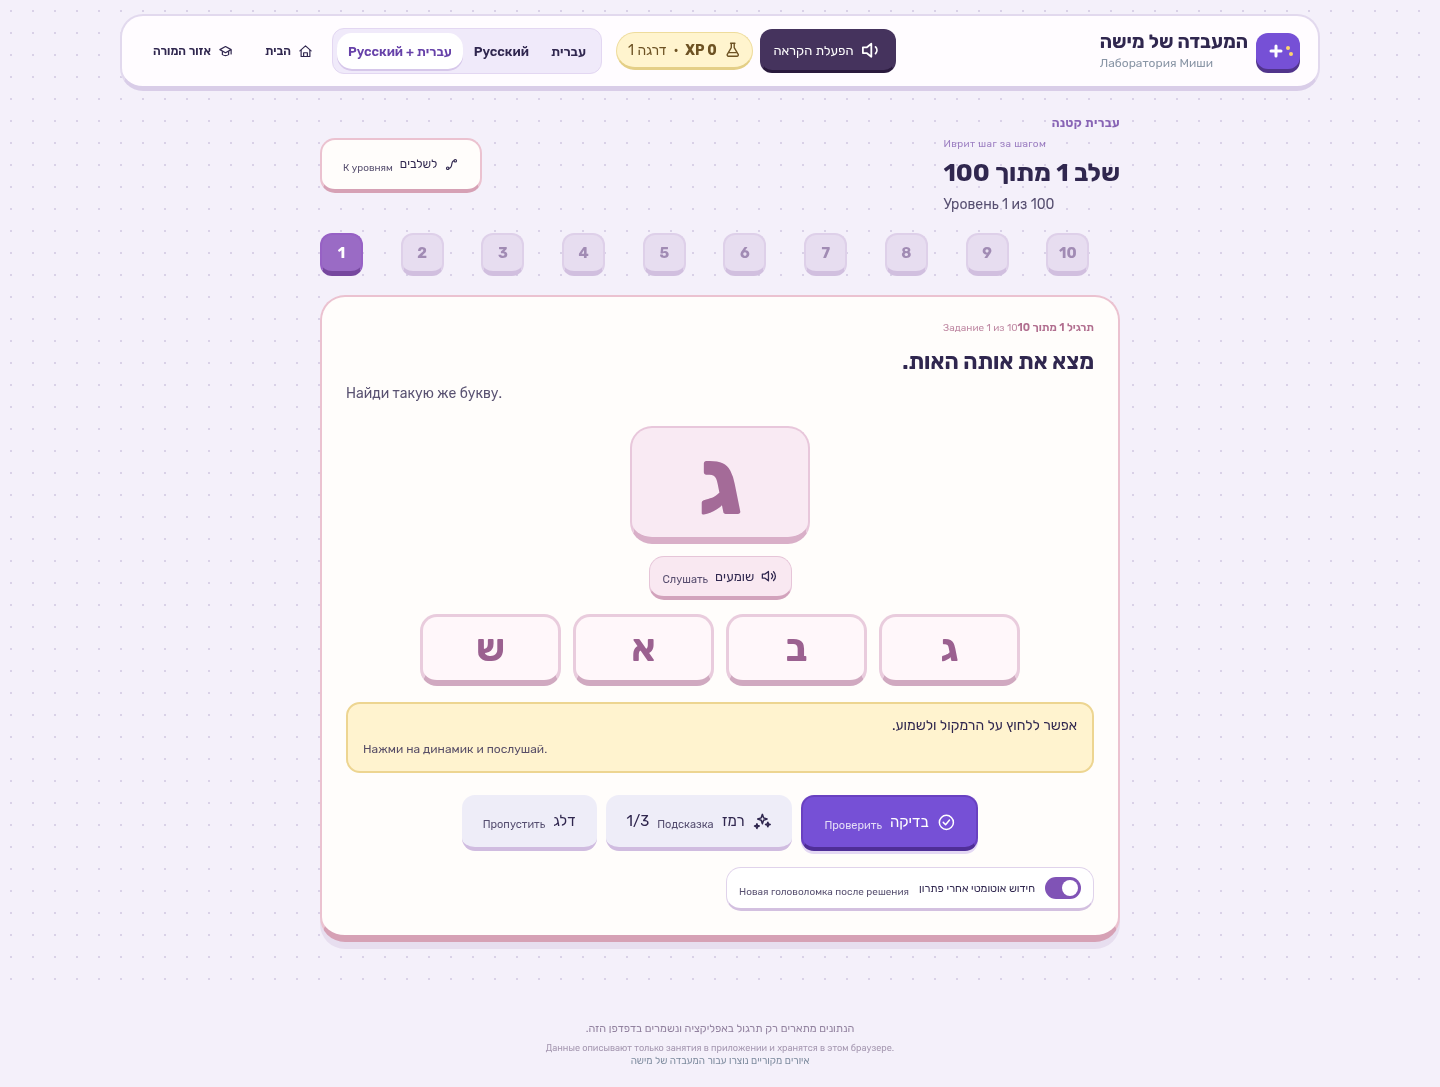 המעבדה של מישה
Лаборатория Миши
הפעלת הקראה
XP 0 • דרגה 1
עברית
Русский
עברית + Русский
הבית
אזור המורה
עברית קטנה
Иврит шаг за шагом
שלב 1 מתוך 100
Уровень 1 из 100
לשלבים К уровням
1 2 3 4 5 6 7 8 9 10
תרגיל 1 מתוך 10 Задание 1 из 10
מצא את אותה האות.
Найди такую же букву.
ג
שומעים Слушать
ג ב א ש
אפשר ללחוץ על הרמקול ולשמוע.
Нажми на динамик и послушай.
בדיקה Проверить
רמז Подсказка 1/3
דלג Пропустить
חידוש אוטומטי אחרי פתרון Новая головоломка после решения
הנתונים מתארים רק תרגול באפליקציה ונשמרים בדפדפן הזה.
Данные описывают только занятия в приложении и хранятся в этом браузере.
איורים מקוריים נוצרו עבור המעבדה של מישה